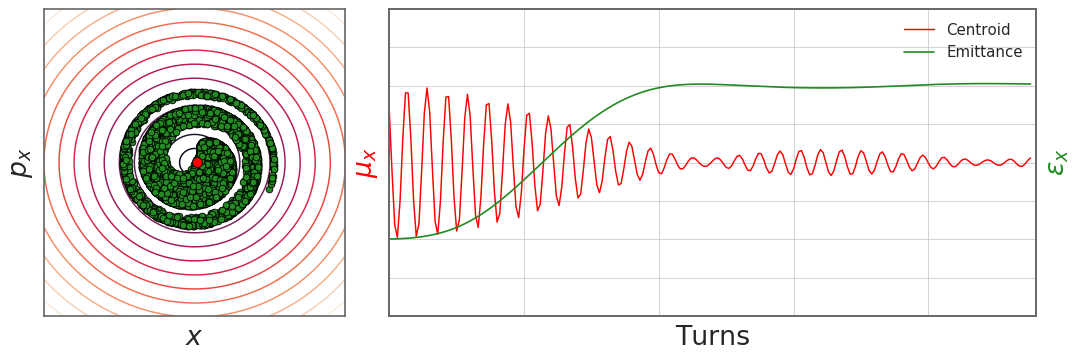 p_x
x
μ_x
Centroid
Emittance
ε_x
Turns